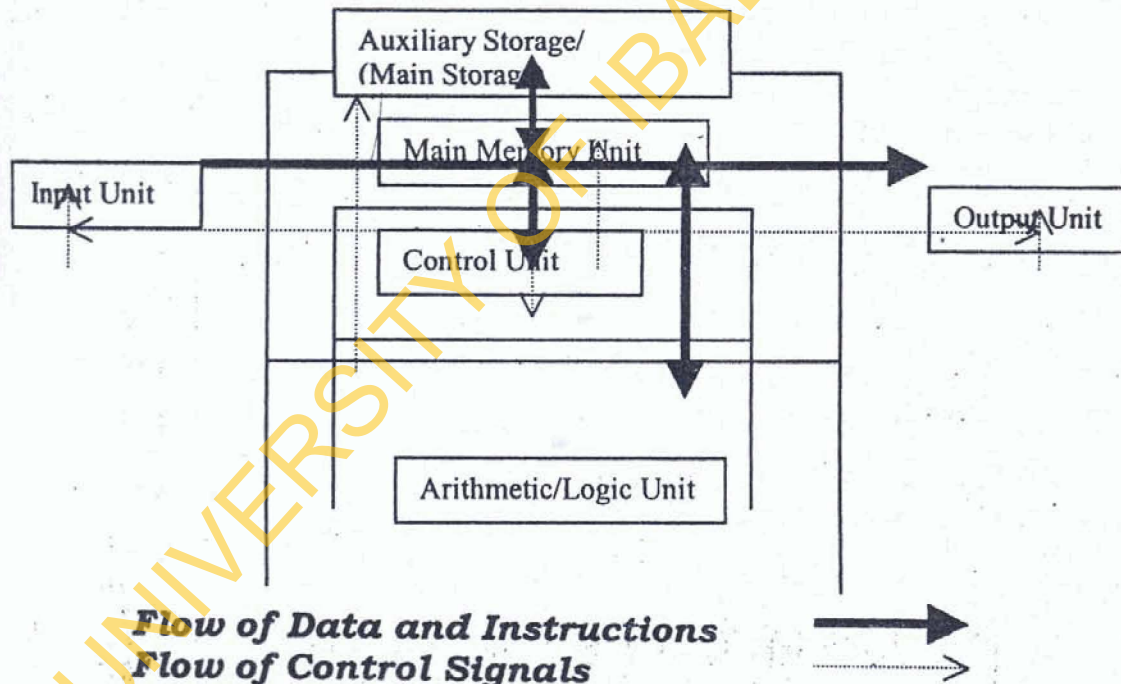 Auxiliary Storage/
(Main Storag
Main Memory Unit
Input Unit
Output Unit
Control Unit
Arithmetic/Logic Unit
Flow of Data and Instructions
Flow of Control Signals
UNIVERSITY OF IBA